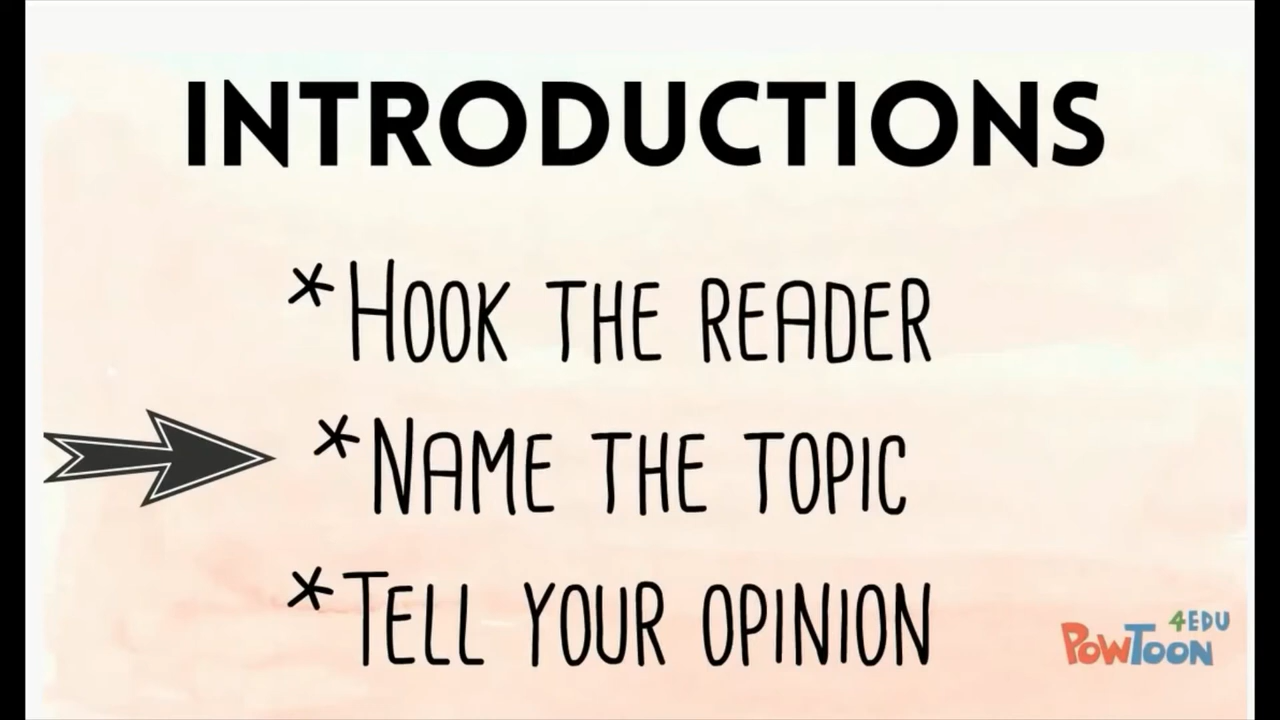 INTRODUCTIONS
*HOOK THE READER
*NAME THE TOPIC
*TELL YOUR OPINION
4EDU
POWTOON